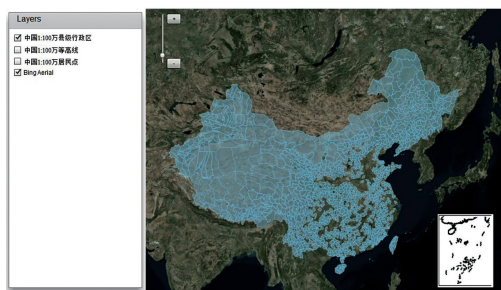 Layers
中国1:100万县级行政区
中国1:100万等高线
中国1:100万居民点
Bing Aerial